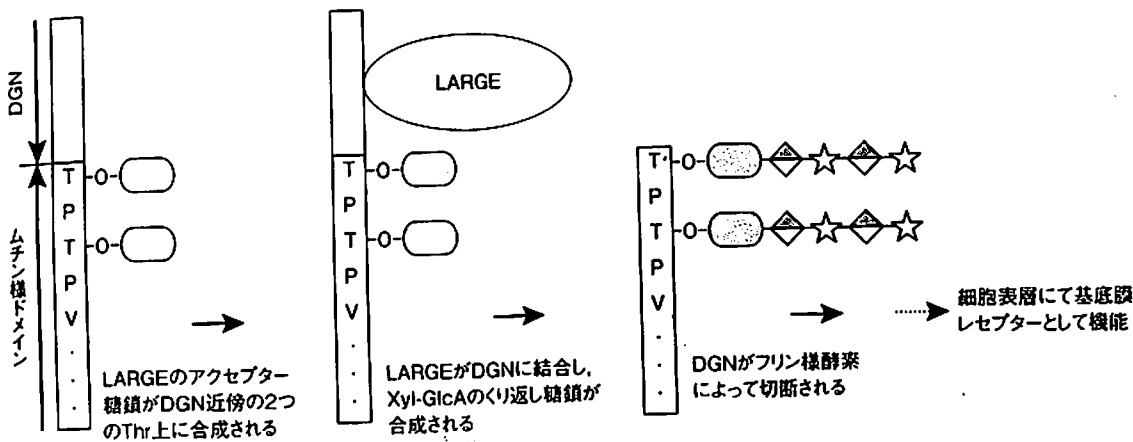 DGN
ムチン様ドメイン
T -O-
P
T -O-
P
V
·
·
·
LARGEのアクセプター
糖鎖がDGN近傍の2つ
のThr上に合成される
LARGE
T -O-
P
T -O-
P
V
·
·
·
LARGEがDGNに結合し,
Xyl-GlcAのくり返し糖鎖が
合成される
T -O-
P
T -O-
P
V
·
·
·
DGNがフリン様酵素
によって切断される
細胞表層にて基底膜
レセプターとして機能